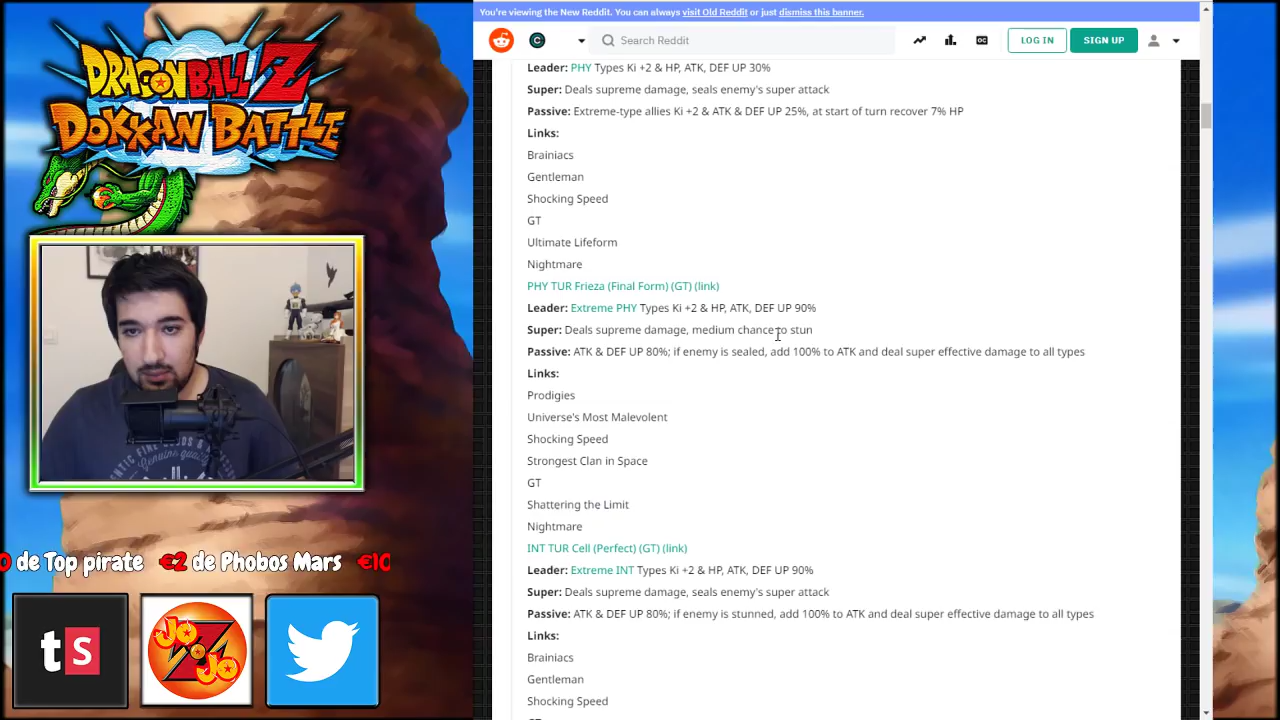 DRAGONBALL Z
DOKKAN BATTLE
0 de Top pirate €2 de Phobos Mars €10
tS
JoZJo
You're viewing the New Reddit. You can always visit Old Reddit or just dismiss this banner.
C
Search Reddit
OC
LOG IN
SIGN UP
Leader: PHY Types Ki +2 & HP, ATK, DEF UP 30%
Super: Deals supreme damage, seals enemy's super attack
Passive: Extreme-type allies Ki +2 & ATK & DEF UP 25%, at start of turn recover 7% HP
Links:
Brainiacs
Gentleman
Shocking Speed
GT
Ultimate Lifeform
Nightmare
PHY TUR Frieza (Final Form) (GT) (link)
Leader: Extreme PHY Types Ki +2 & HP, ATK, DEF UP 90%
Super: Deals supreme damage, medium chance to stun
Passive: ATK & DEF UP 80%; if enemy is sealed, add 100% to ATK and deal super effective damage to all types
Links:
Prodigies
Universe's Most Malevolent
Shocking Speed
Strongest Clan in Space
GT
Shattering the Limit
Nightmare
INT TUR Cell (Perfect) (GT) (link)
Leader: Extreme INT Types Ki +2 & HP, ATK, DEF UP 90%
Super: Deals supreme damage, seals enemy's super attack
Passive: ATK & DEF UP 80%; if enemy is stunned, add 100% to ATK and deal super effective damage to all types
Links:
Brainiacs
Gentleman
Shocking Speed
GT